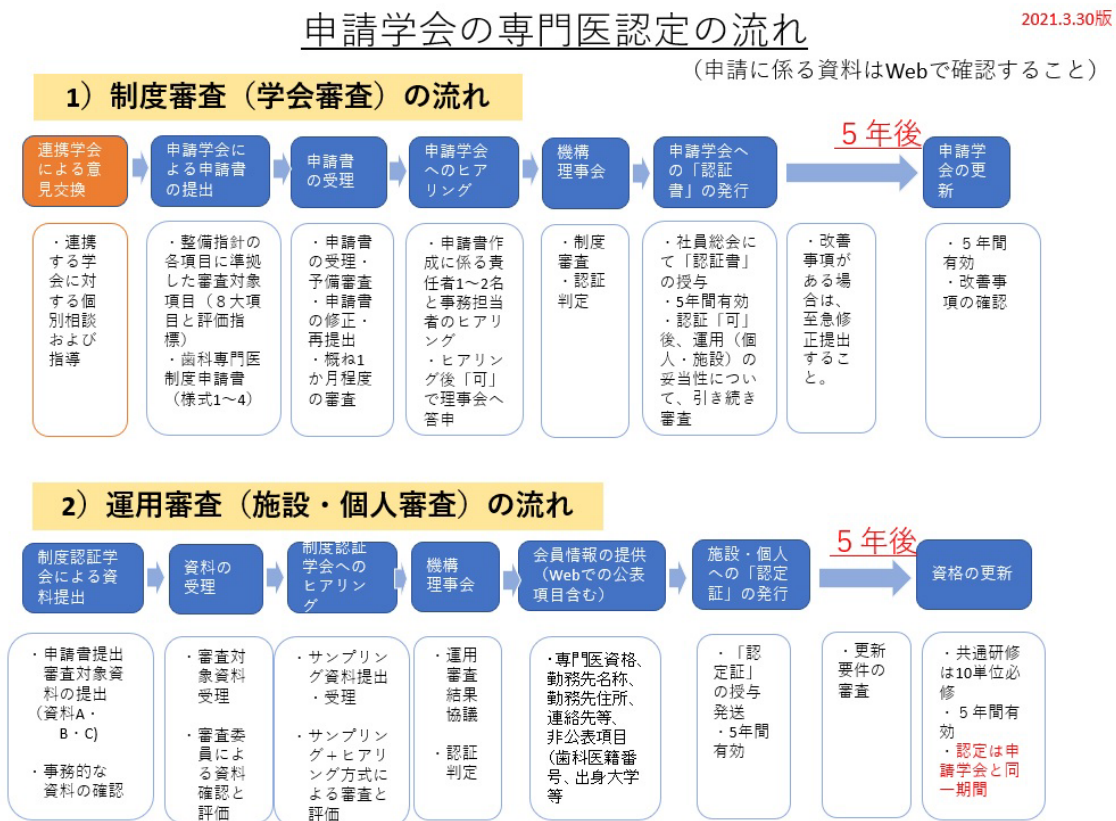 申請学会の専門医認定の流れ
2021.3.30版
（申請に係る資料はWebで確認すること）
1）制度審査（学会審査）の流れ
連携学会
による意
見交換
申請学会に
よる申請書
の提出
申請書
の受理
申請学会
へのヒア
リング
機構
理事会
申請学会へ
の「認証
書」の発行
５年後
申請学
会の更
新
・連携
する学
会に対
する個
別相談
および
指導
・整備指針の
各項目に準拠
した審査対象
項目（８大項
目と評価指
標）
・歯科専門医
制度申請書
（様式1～4）
・申請書
の受理・
予備審査
・申請書
の修正・
再提出
・概ね1
か月程度
の審査
・申請書作
成に係る責
任者1～2名
と事務担当
者のヒアリ
ング
・ヒアリン
グ後「可」
で理事会へ
答申
・制度
審査
・認証
判定
・社員総会に
て「認証書」
の授与
・5年間有効
・認証「可」
後、運用（個
人・施設）の
妥当性につい
て、引き続き
審査
・改善
事項が
ある場
合は、
至急修
正提出
するこ
と。
・５年間
有効
・改善事
項の確認
2）運用審査（施設・個人審査）の流れ
制度認証学
会による資
料提出
資料の
受理
制度認証
学会への
ヒアリン
グ
機構
理事会
会員情報の提供
（Webでの公表
項目含む）
施設・個人
への「認定
証」の発行
５年後
資格の更新
・申請書提出
審査対象資
料の提出
（資料A・
B・C）
・事務的な
資料の確認
・審査対
象資料
受理
・審査委
員によ
る資料
確認と
評価
・サンプリン
グ資料提出
・受理
・サンプリ
ング＋ヒアリ
ング方式に
よる審査と
評価
・運用
審査
結果
協議
・認証
判定
・専門医資格、
勤務先名称、
勤務先住所、
連絡先等、
非公表項目
（歯科医籍番
号、出身大学
等
・「認
定証」
の授与
発送
・5年間
有効
・更新
要件の
審査
・共通研修
は10単位必
修
・５年間有
効
・認定は申
請学会と同
一期間